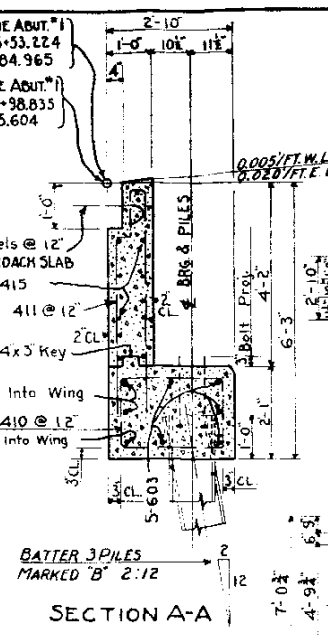 E ABUT. #1
+53.224
84.965
E ABUT. #1
+98.835
5.604
2'-10"
1'-0" 10½" 11½"
4"
0.005'/FT. W.L
0.020'/FT. E.
1'-0"
els @ 12"
OACH SLAB
415
411 @ 12"
2" CL.
2" CL.
BRG & PILES
3" Bolt Proj.
4'-2"
6'-3"
2'-10"
4x3" Key
Into Wing
410 @ 12"
Into Wing
3" CL.
3" CL.
5-603
3" CL.
1'-0"
2'-1"
BATTER 3 PILES
MARKED "B" 2:12
2
12
7'-0¾"
4'-9¾"
SECTION A-A